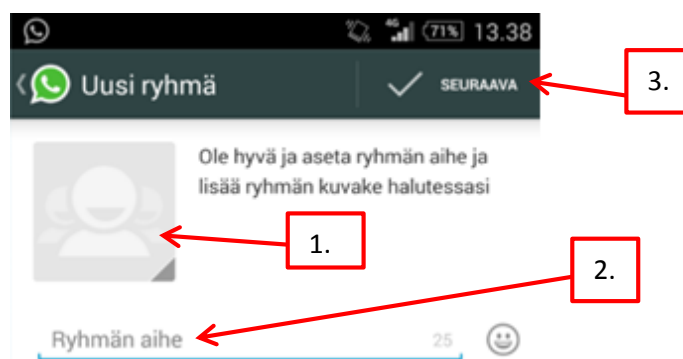 4G 71% 13.38
Uusi ryhmä SEURAAVA 3.
Ole hyvä ja aseta ryhmän aihe ja
lisää ryhmän kuvake halutessasi
1.
2.
Ryhmän aihe 25